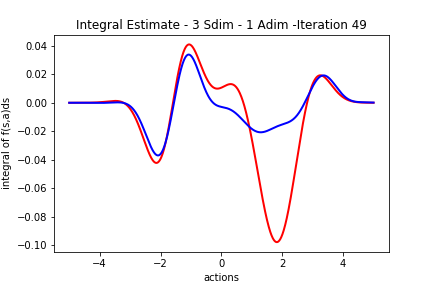 Integral Estimate - 3 Sdim - 1 Adim -Iteration 49
integral of f(s,a)ds
0.04
0.02
0.00
−0.02
−0.04
−0.06
−0.08
−0.10
−4 −2 0 2 4
actions